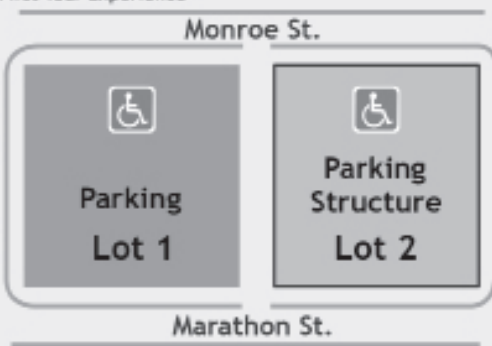 Monroe St.
Parking
Lot 1
Parking
Structure
Lot 2
Marathon St.